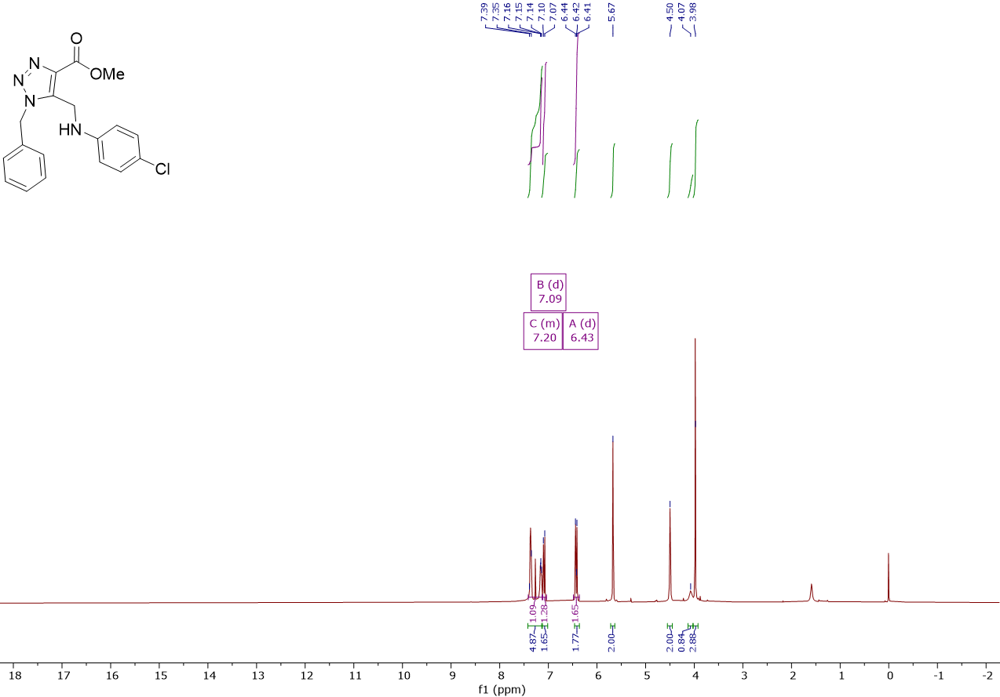 7.39
7.35
7.16
7.15
7.14
7.10
7.07
6.44
6.42
6.41
5.67
4.50
4.07
3.98
O
OMe
N
N
N
HN
Cl
B (d)
7.09
C (m)
7.20
A (d)
6.43
1.09
1.28
1.65
4.87
1.65
1.77
2.00
2.00
0.84
2.88
18 17 16 15 14 13 12 11 10 9 8 7 6 5 4 3 2 1 0 -1 -2
f1 (ppm)